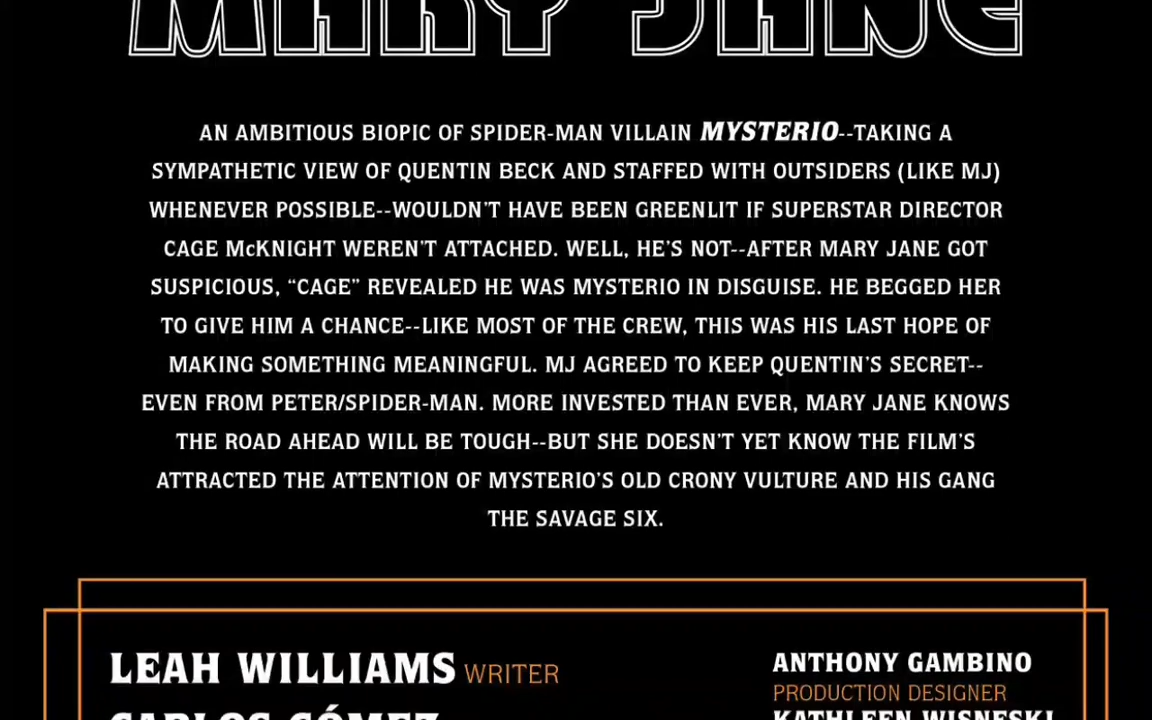 MARY JANE
AN AMBITIOUS BIOPIC OF SPIDER-MAN VILLAIN MYSTERIO--TAKING A
SYMPATHETIC VIEW OF QUENTIN BECK AND STAFFED WITH OUTSIDERS (LIKE MJ)
WHENEVER POSSIBLE--WOULDN'T HAVE BEEN GREENLIT IF SUPERSTAR DIRECTOR
CAGE McKNIGHT WEREN'T ATTACHED. WELL, HE'S NOT--AFTER MARY JANE GOT
SUSPICIOUS, “CAGE” REVEALED HE WAS MYSTERIO IN DISGUISE. HE BEGGED HER
TO GIVE HIM A CHANCE--LIKE MOST OF THE CREW, THIS WAS HIS LAST HOPE OF
MAKING SOMETHING MEANINGFUL. MJ AGREED TO KEEP QUENTIN'S SECRET--
EVEN FROM PETER/SPIDER-MAN. MORE INVESTED THAN EVER, MARY JANE KNOWS
THE ROAD AHEAD WILL BE TOUGH--BUT SHE DOESN'T YET KNOW THE FILM'S
ATTRACTED THE ATTENTION OF MYSTERIO'S OLD CRONY VULTURE AND HIS GANG
THE SAVAGE SIX.
LEAH WILLIAMS WRITER
CARLOS GÓMEZ
ANTHONY GAMBINO
PRODUCTION DESIGNER
KATHLEEN WISNESKI